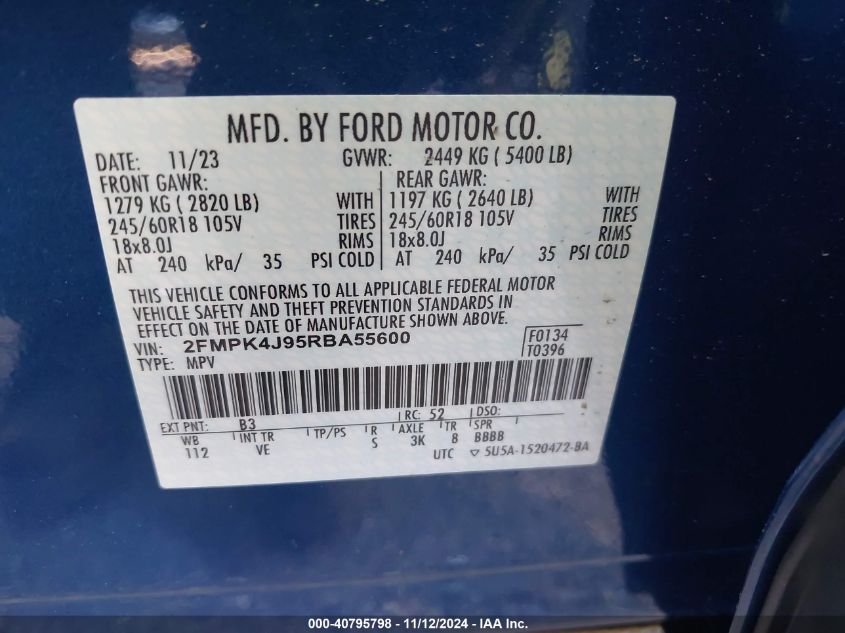 MFD. BY FORD MOTOR CO.
DATE: 11/23 GVWR: 2449 KG ( 5400 LB)
FRONT GAWR: REAR GAWR:
1279 KG ( 2820 LB) WITH 1197 KG ( 2640 LB) WITH
245/60R18 105V TIRES 245/60R18 105V TIRES
18x8.0J RIMS 18x8.0J RIMS
AT 240 kPa/ 35 PSI COLD AT 240 kPa/ 35 PSI COLD
THIS VEHICLE CONFORMS TO ALL APPLICABLE FEDERAL MOTOR
VEHICLE SAFETY AND THEFT PREVENTION STANDARDS IN
EFFECT ON THE DATE OF MANUFACTURE SHOWN ABOVE.
VIN: 2FMPK4J95RBA55600 F0134
TYPE: MPV T0396
EXT PNT: B3 RC: 52 DSO:
WB INT TR TP/PS R AXLE TR SPR
112 VE S 3K 8 BBBB
UTC ▽ 5U5A-1520472-BA
000-40795798 - 11/12/2024 - IAA Inc.